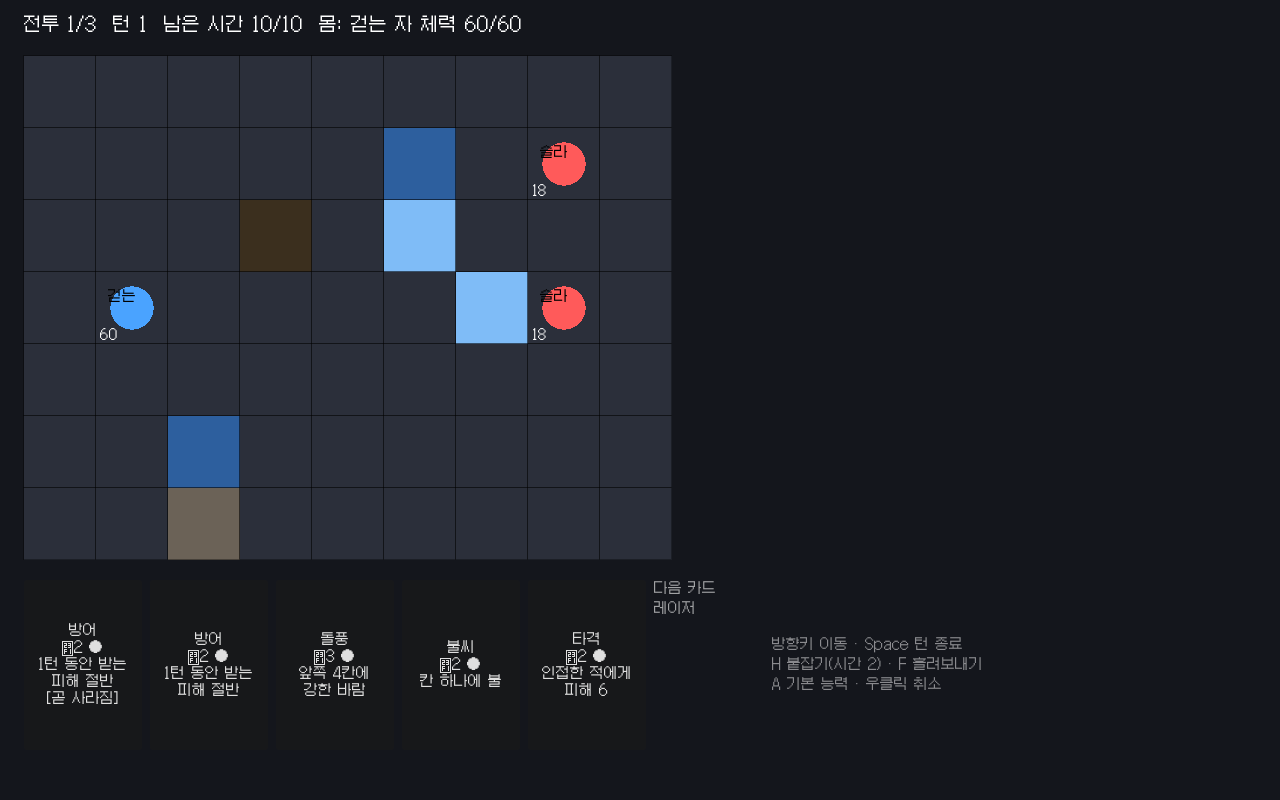 전투 1/3 턴 1 남은 시간 10/10 몸: 걷는 자 체력 60/60
술라
18
걷는
60
술라
18
방어
2
1턴 동안 받는
피해 절반
[곧 사라짐]
방어
2
1턴 동안 받는
피해 절반
돌풍
3
앞쪽 4칸에
강한 바람
불씨
2
칸 하나에 불
타격
2
인접한 적에게
피해 6
다음 카드
레이저
방향키 이동 · Space 턴 종료
H 붙잡기(시간 2) · F 흘려보내기
A 기본 능력 · 우클릭 취소